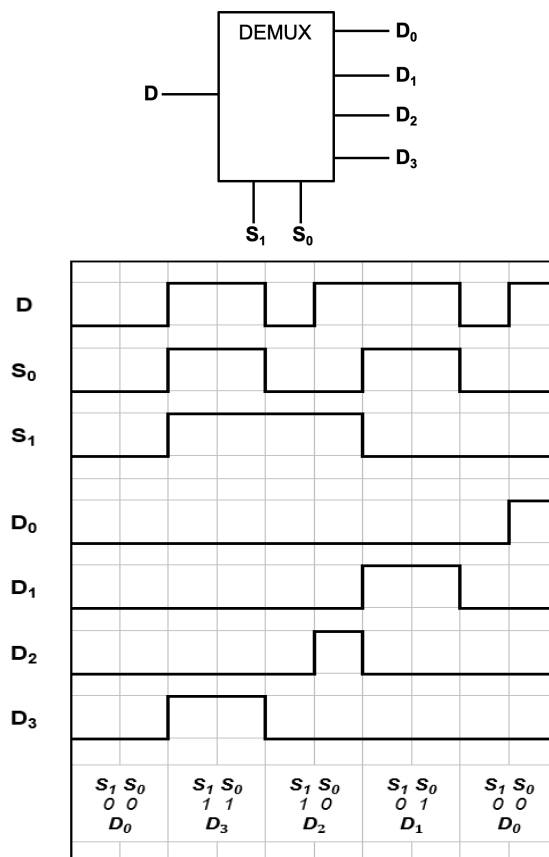 DEMUX
D₀
D₁
D
D₂
D₃
S₁ S₀
D
S₀
S₁
D₀
D₁
D₂
D₃
S₁ S₀ S₁ S₀ S₁ S₀ S₁ S₀ S₁ S₀
0 0 1 1 1 0 0 1 0 0
D₀ D₃ D₂ D₁ D₀